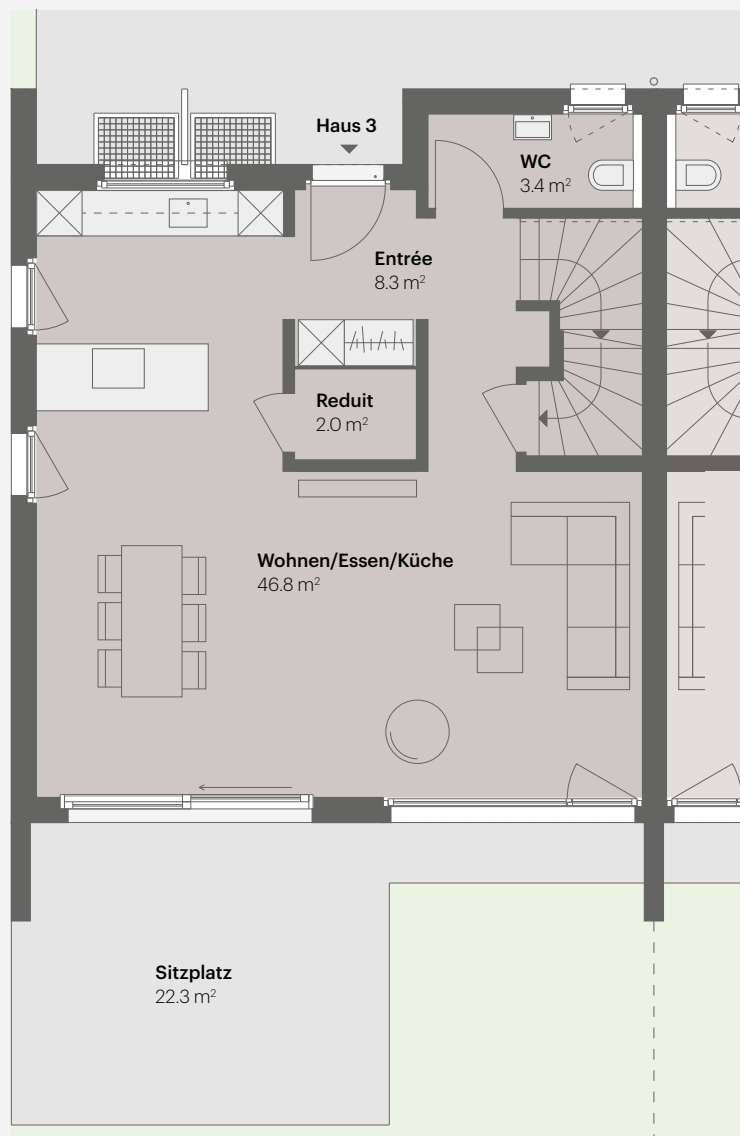 Haus 3
WC
3.4 m²
Entrée
8.3 m²
Reduit
2.0 m²
Wohnen/Essen/Küche
46.8 m²
Sitzplatz
22.3 m²